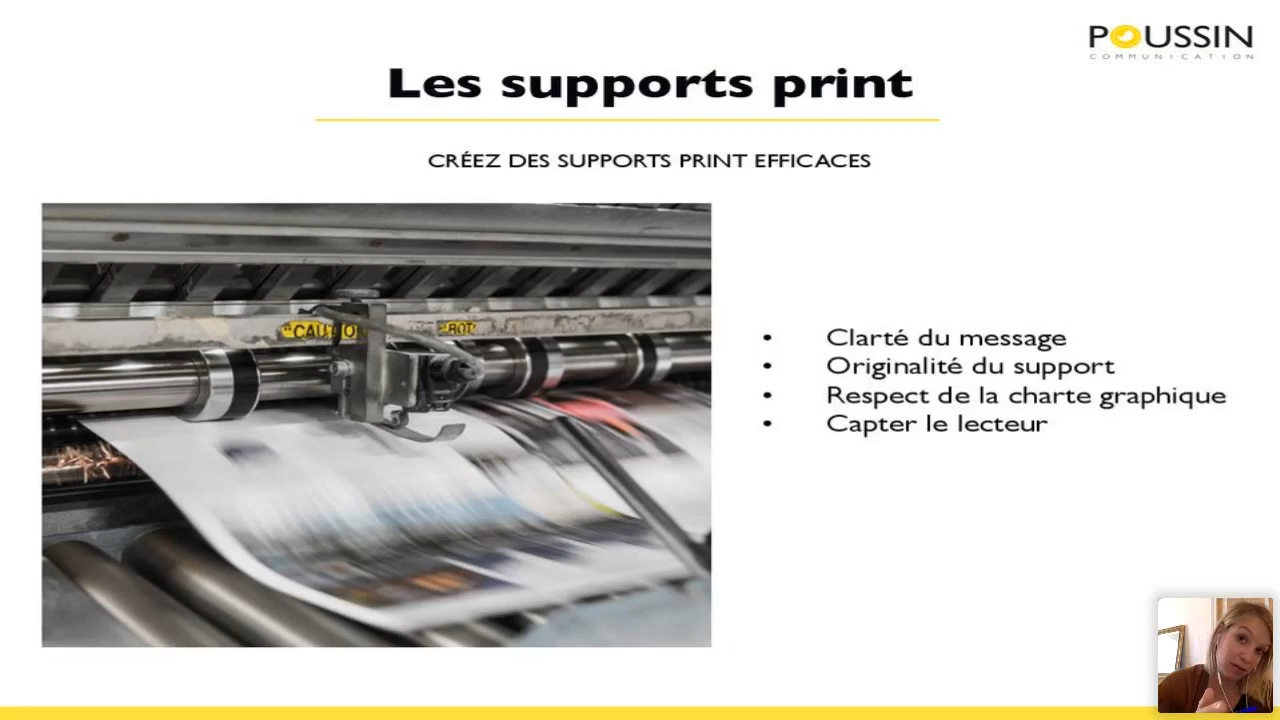 POUSSIN
COMMUNICATION
Les supports print
CRÉEZ DES SUPPORTS PRINT EFFICACES
"CAUTIO
ROT
• Clarté du message
• Originalité du support
• Respect de la charte graphique
• Capter le lecteur